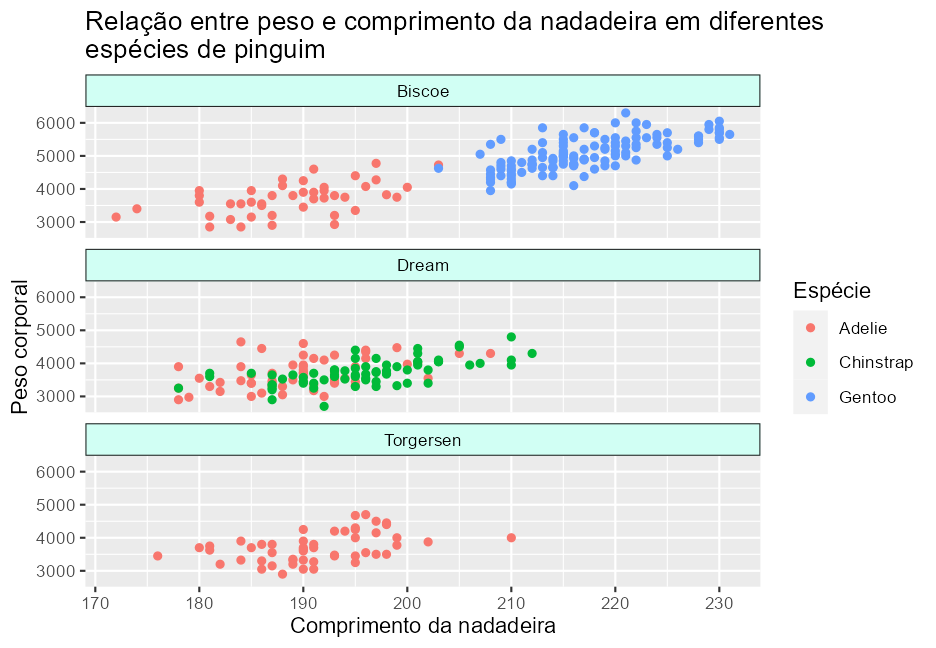 Relação entre peso e comprimento da nadadeira em diferentes
espécies de pinguim
Biscoe
6000
5000
4000
3000
Dream
6000
5000
4000
3000
Torgersen
6000
5000
4000
3000
170 180 190 200 210 220 230
Comprimento da nadadeira
Peso corporal
Espécie
Adelie
Chinstrap
Gentoo